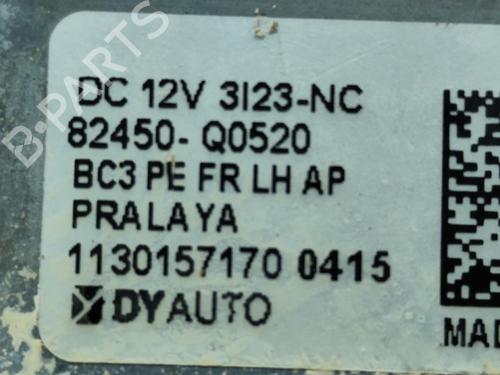 DC 12V 3I23-NC
82450-Q0520
BC3 PE FR LH AP
PRALAYA
1130157170 0415
DYAUTO
MAD
B-PARTS